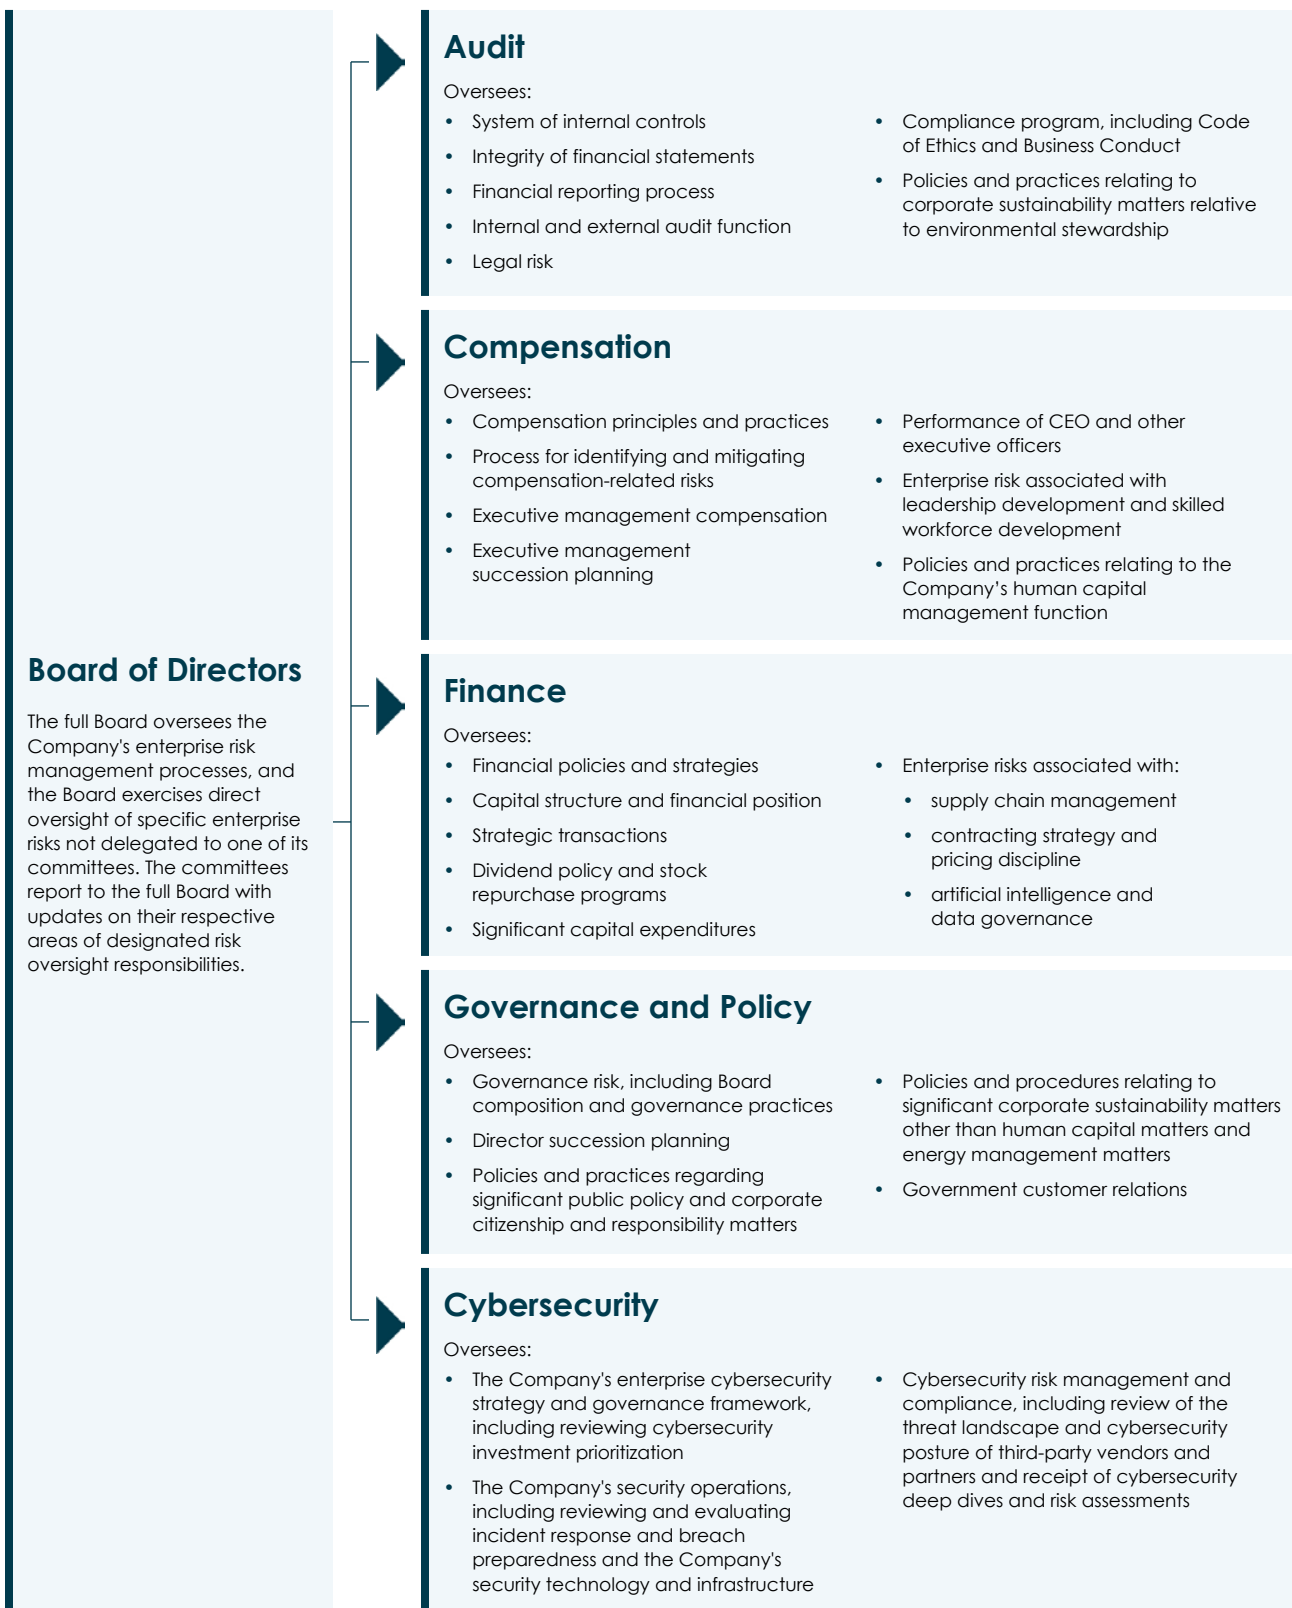 Board of Directors
The full Board oversees the
Company's enterprise risk
management processes, and
the Board exercises direct
oversight of specific enterprise
risks not delegated to one of its
committees. The committees
report to the full Board with
updates on their respective
areas of designated risk
oversight responsibilities.
Audit
Oversees:
• System of internal controls
• Integrity of financial statements
• Financial reporting process
• Internal and external audit function
• Legal risk
• Compliance program, including Code
of Ethics and Business Conduct
• Policies and practices relating to
corporate sustainability matters relative
to environmental stewardship
Compensation
Oversees:
• Compensation principles and practices
• Process for identifying and mitigating
compensation-related risks
• Executive management compensation
• Executive management
succession planning
• Performance of CEO and other
executive officers
• Enterprise risk associated with
leadership development and skilled
workforce development
• Policies and practices relating to the
Company's human capital
management function
Finance
Oversees:
• Financial policies and strategies
• Capital structure and financial position
• Strategic transactions
• Dividend policy and stock
repurchase programs
• Significant capital expenditures
• Enterprise risks associated with:
• supply chain management
• contracting strategy and
pricing discipline
• artificial intelligence and
data governance
Governance and Policy
Oversees:
• Governance risk, including Board
composition and governance practices
• Director succession planning
• Policies and practices regarding
significant public policy and corporate
citizenship and responsibility matters
• Policies and procedures relating to
significant corporate sustainability matters
other than human capital matters and
energy management matters
• Government customer relations
Cybersecurity
Oversees:
• The Company's enterprise cybersecurity
strategy and governance framework,
including reviewing cybersecurity
investment prioritization
• The Company's security operations,
including reviewing and evaluating
incident response and breach
preparedness and the Company's
security technology and infrastructure
• Cybersecurity risk management and
compliance, including review of the
threat landscape and cybersecurity
posture of third-party vendors and
partners and receipt of cybersecurity
deep dives and risk assessments